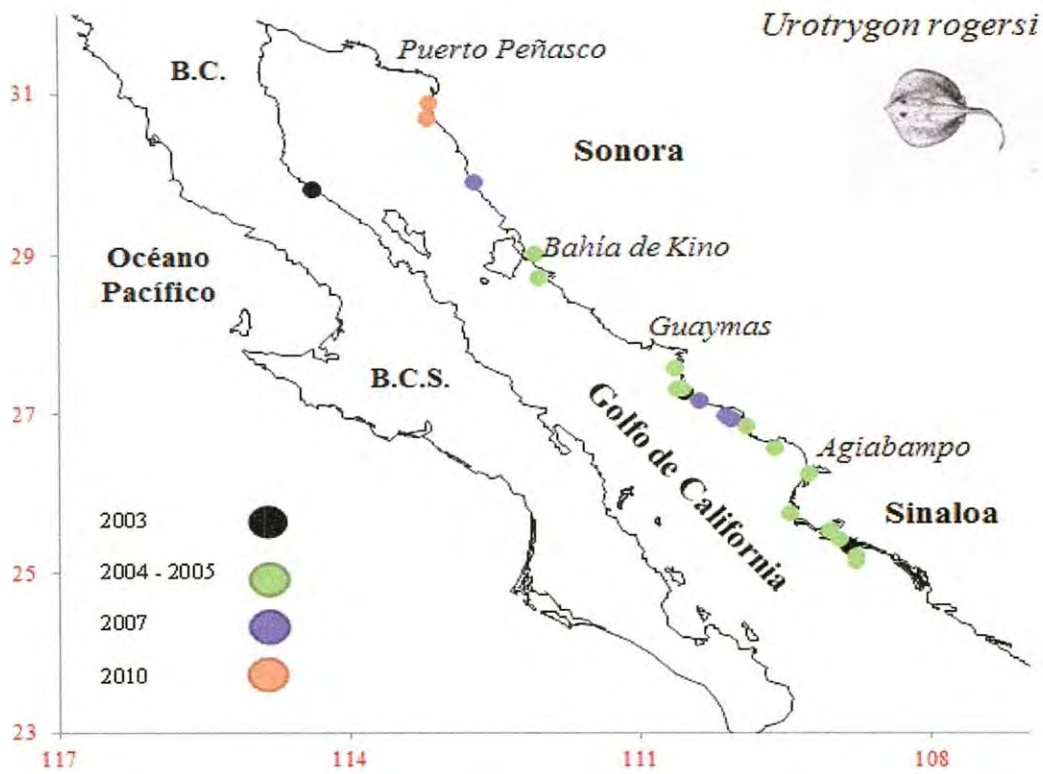 Urotrygon rogersi
Puerto Peñasco
B.C.
31
Sonora
29
Bahía de Kino
Océano
Pacífico
Guaymas
B.C.S.
27
Golfo de California
Agiabampo
Sinaloa
2003
2004 - 2005
25
2007
2010
23
117
114
111
108